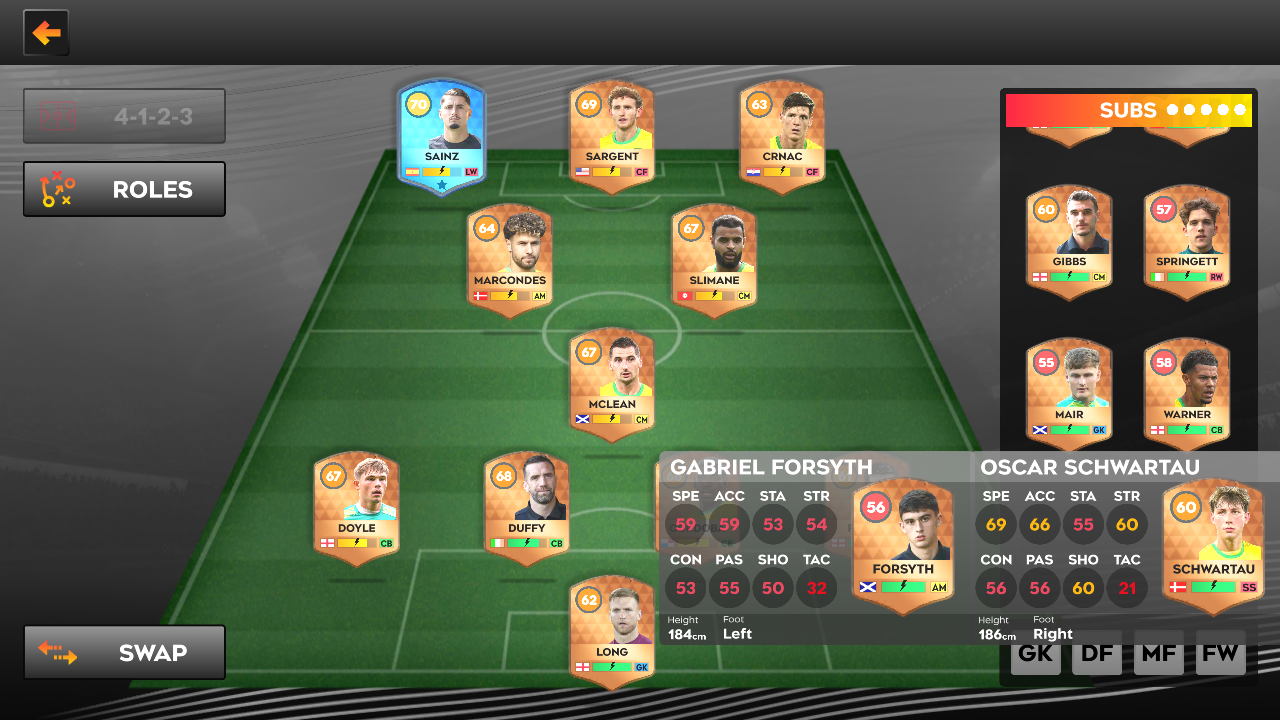 4-1-2-3
ROLES
SWAP
70
SAINZ
LW
69
SARGENT
CF
63
CRNAC
CF
64
MARCONDES
AM
67
SLIMANE
CM
67
MCLEAN
CM
67
DOYLE
CB
68
DUFFY
CB
62
LONG
GK
SUBS
60
GIBBS
CM
57
SPRINGETT
RW
55
MAIR
GK
58
WARNER
CB
GABRIEL FORSYTH
SPE ACC STA STR
59 59 53 54
CON PAS SHO TAC
53 55 50 32
Height Foot
184cm Left
56
FORSYTH
AM
OSCAR SCHWARTAU
SPE ACC STA STR
69 66 55 60
CON PAS SHO TAC
56 56 60 21
Height Foot
186cm Right
60
SCHWARTAU
SS
GK DF MF FW